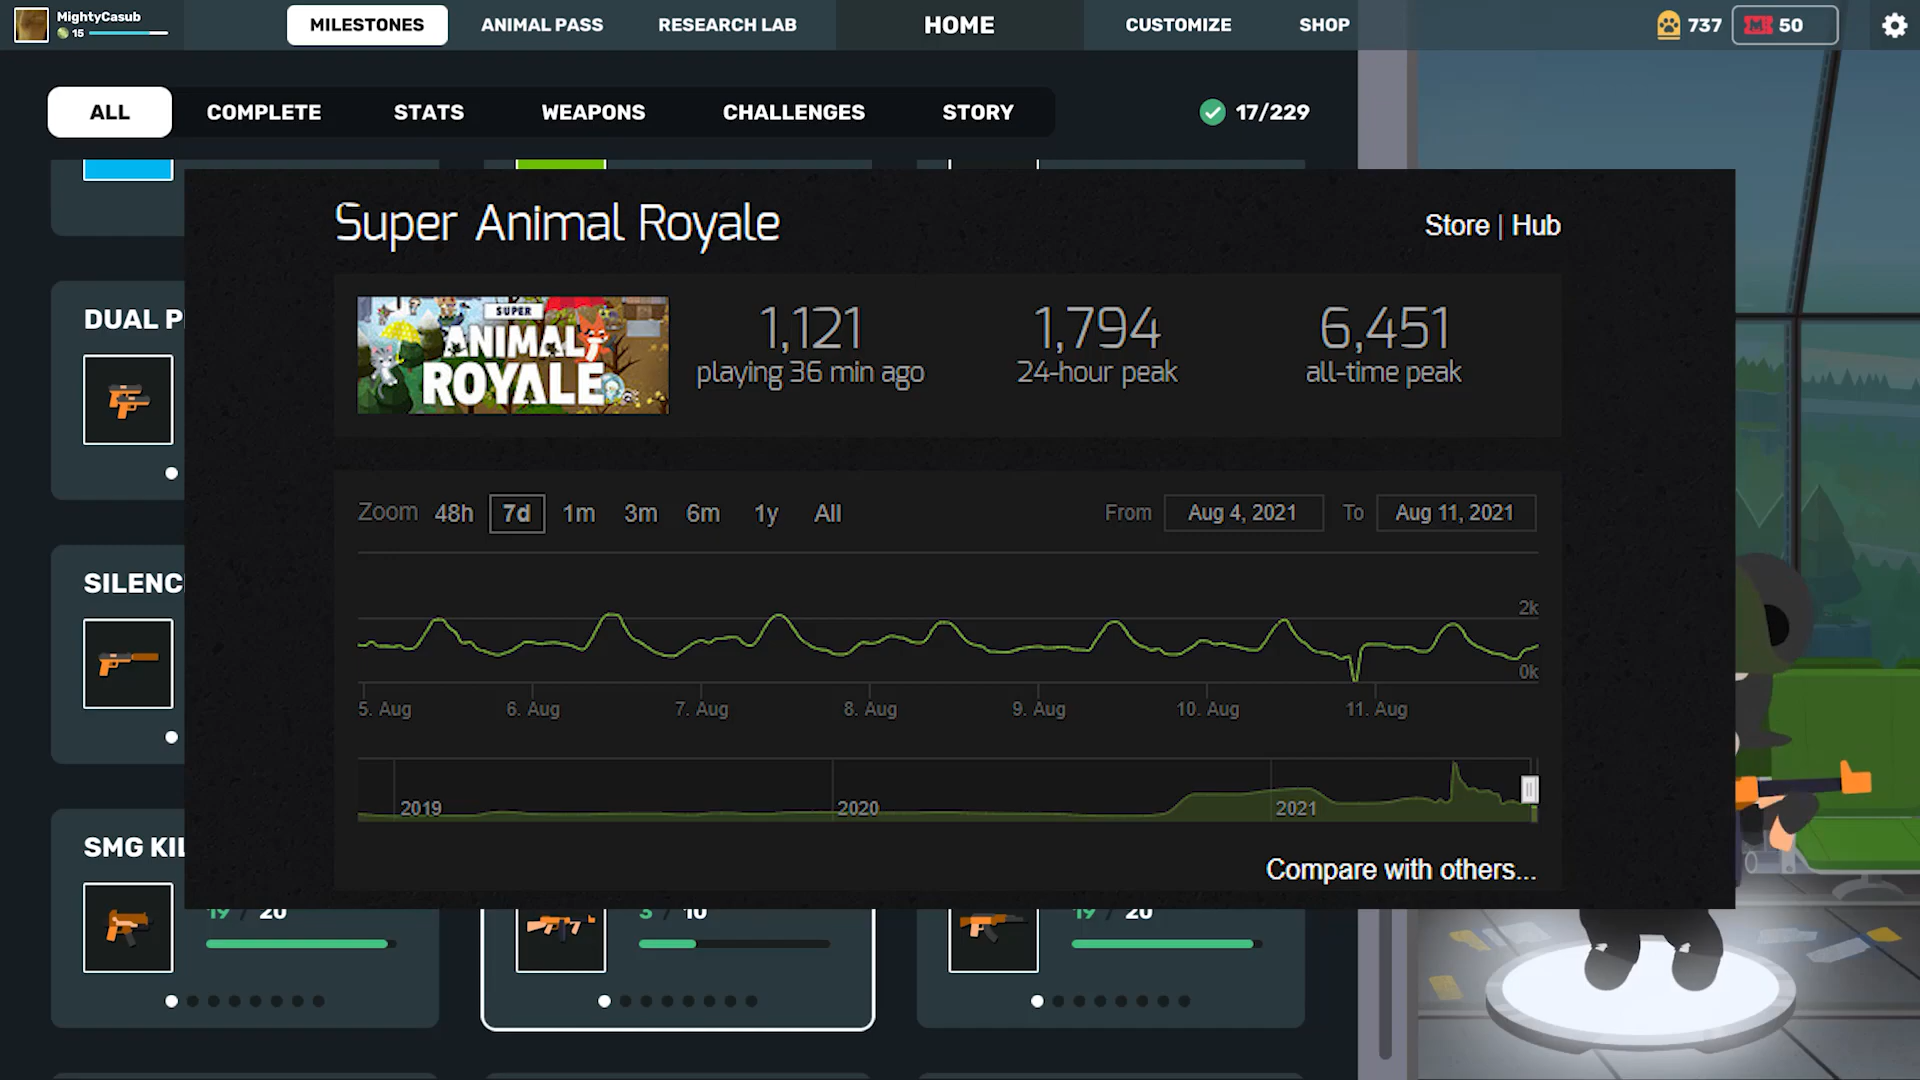 MightyCasub
15
MILESTONES
ANIMAL PASS
RESEARCH LAB
HOME
CUSTOMIZE
SHOP
737
50
ALL
COMPLETE
STATS
WEAPONS
CHALLENGES
STORY
17/229
Super Animal Royale
Store | Hub
SUPER
ANIMAL
ROYALE
1,121
playing 36 min ago
1,794
24-hour peak
6,451
all-time peak
Zoom 48h 7d 1m 3m 6m 1y All
From Aug 4, 2021 To Aug 11, 2021
2k
0k
5. Aug 6. Aug 7. Aug 8. Aug 9. Aug 10. Aug 11. Aug
2019 2020 2021
Compare with others...
DUAL P
SILENC
SMG KIL
19 / 20
3 / 10
19 / 20